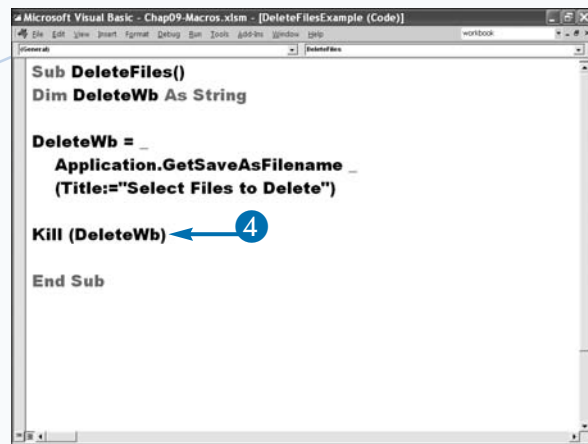 Microsoft Visual Basic - Chap09-Macros.xlsm - [DeleteFilesExample (Code)]
File Edit View Insert Format Debug Run Tools Add-Ins Window Help workbook
(General) DeleteFiles
Sub DeleteFiles()
Dim DeleteWb As String
DeleteWb = _
Application.GetSaveAsFilename _
(Title:="Select Files to Delete")
Kill (DeleteWb) 4
End Sub